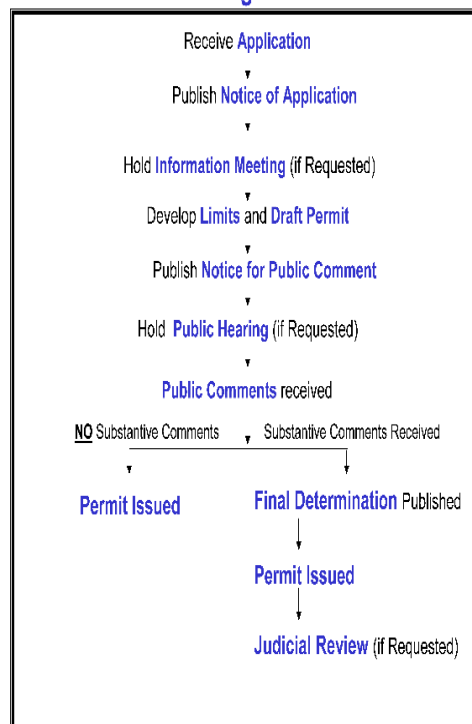 Receive Application
Publish Notice of Application
Hold Information Meeting (if Requested)
Develop Limits and Draft Permit
Publish Notice for Public Comment
Hold Public Hearing (if Requested)
Public Comments received
NO Substantive Comments Substantive Comments Received
Permit Issued Final Determination Published
Permit Issued
Judicial Review (if Requested)